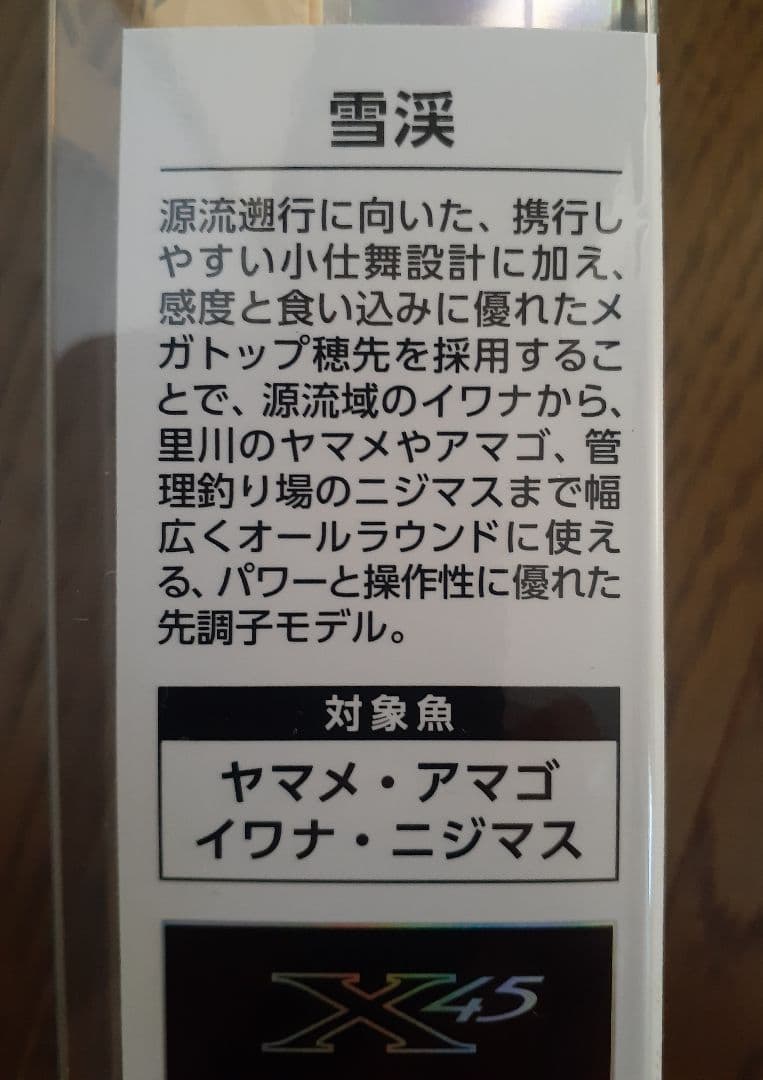 雪渓
源流遡行に向いた、携行し
やすい小仕舞設計に加え、
感度と食い込みに優れたメ
ガトップ穂先を採用するこ
とで、源流域のイワナから、
里川のヤマメやアマゴ、管
理釣り場のニジマスまで幅
広くオールラウンドに使え
る、パワーと操作性に優れた
先調子モデル。
対象魚
ヤマメ・アマゴ
イワナ・ニジマス
X45